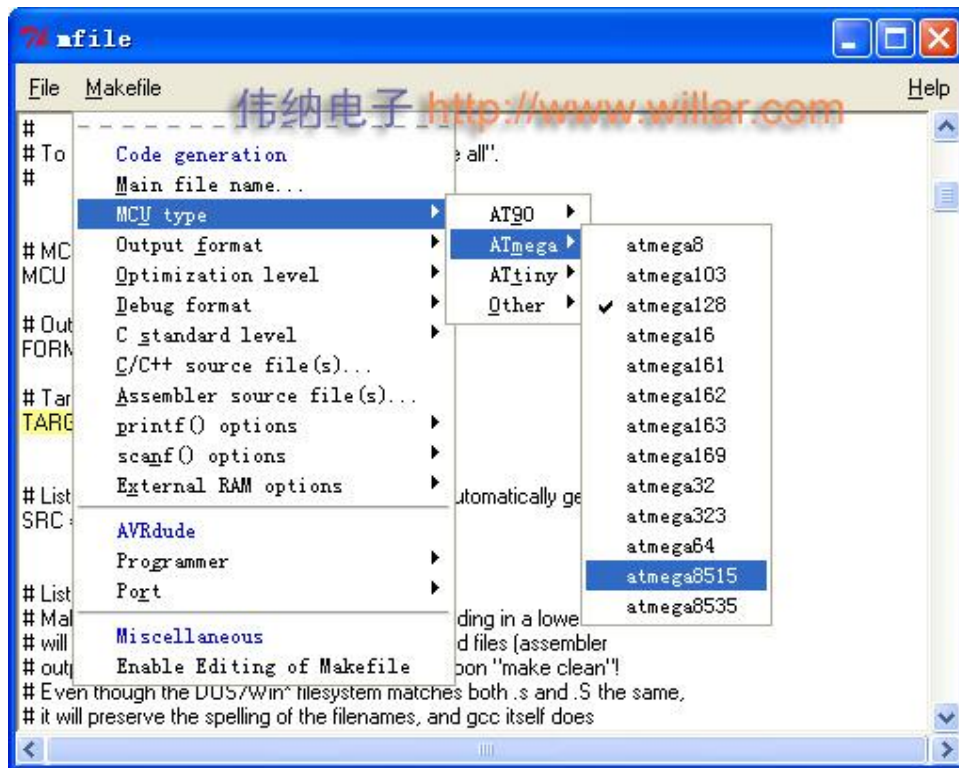 mfile
File Makefile Help
伟纳电子 http://www.willar.com
#
# To
#
# MC
MCU
# Out
FORM
# Tar
TARG
# List
SRC
# List
# Mal
# will
# outp
e all".
utomatically ge
ding in a lowe
d files (assembler
oon "make clean"!
# Even though the DOS/Win* filesystem matches both .s and .S the same,
# it will preserve the spelling of the filenames, and gcc itself does
Code generation
Main file name...
MCU type
Output format
Optimization level
Debug format
C standard level
C/C++ source file(s)...
Assembler source file(s)...
printf() options
scanf() options
External RAM options
AVRdude
Programmer
Port
Miscellaneous
Enable Editing of Makefile
AT90
ATmega
ATtiny
Other
atmega8
atmega103
atmega128
atmega16
atmega161
atmega162
atmega163
atmega169
atmega32
atmega323
atmega64
atmega8515
atmega8535